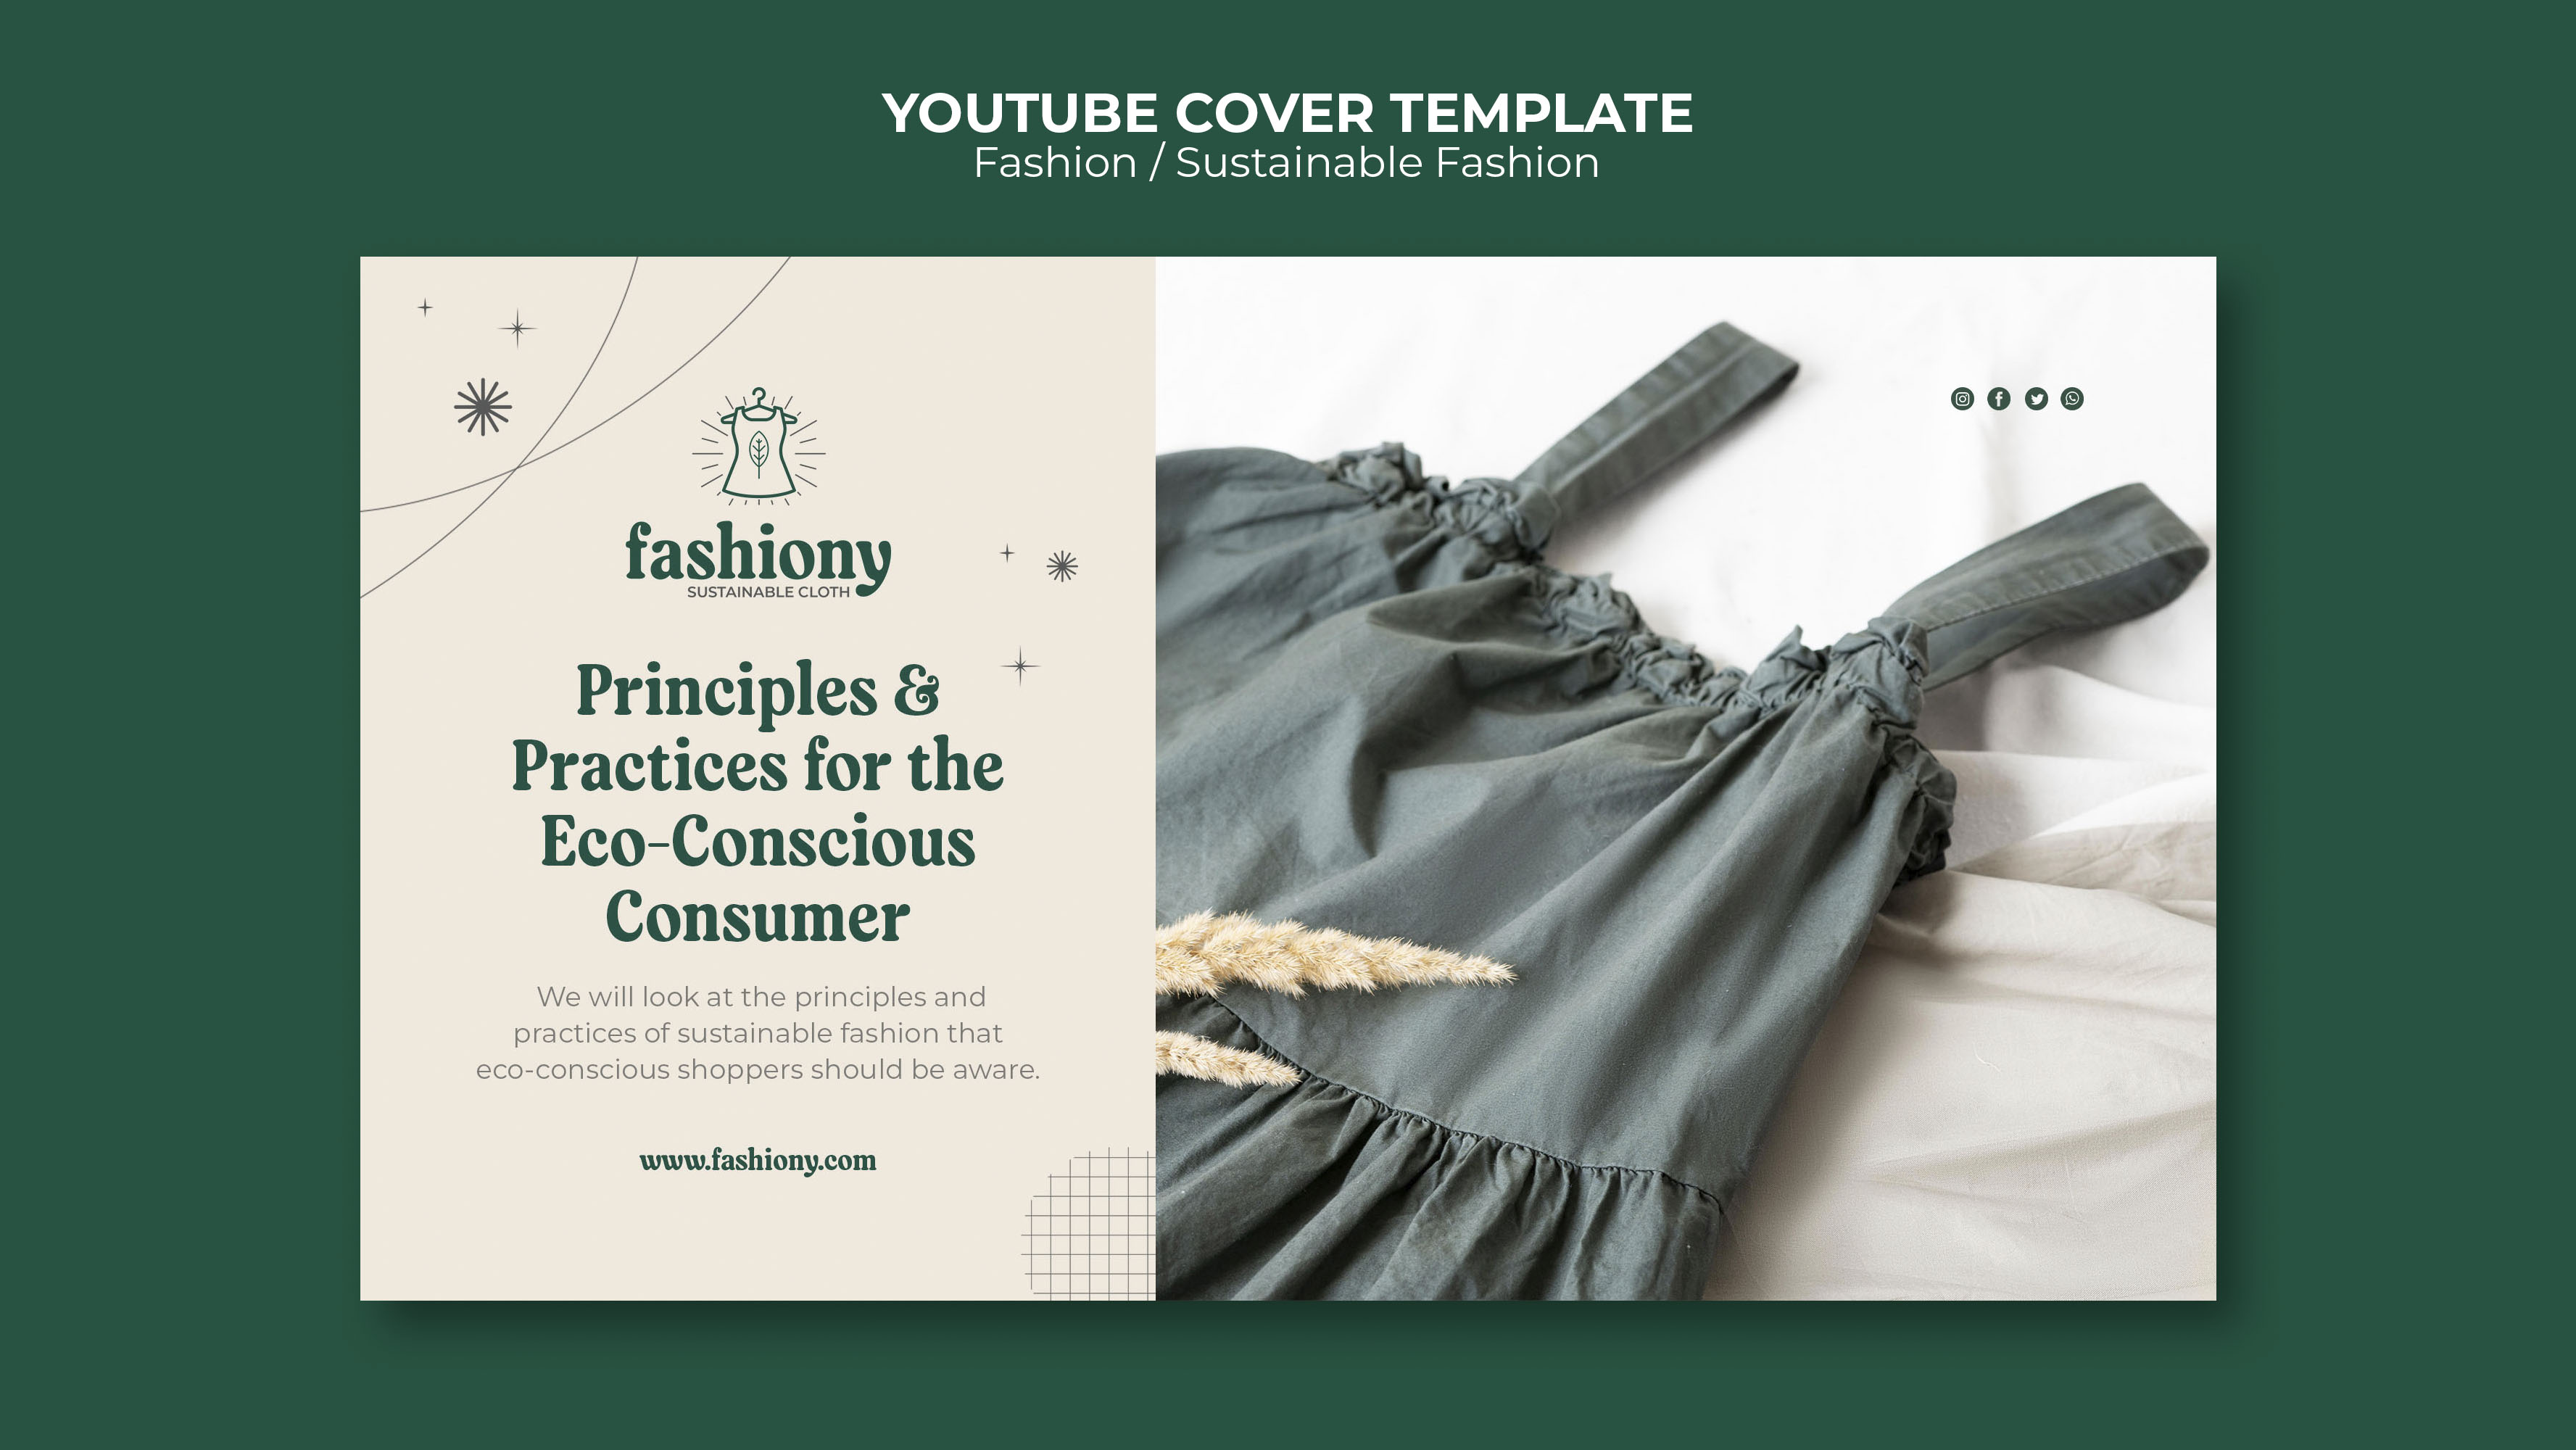 YOUTUBE COVER TEMPLATE
Fashion / Sustainable Fashion
fashiony
SUSTAINABLE CLOTH
Principles &
Practices for the
Eco-Conscious
Consumer
We will look at the principles and
practices of sustainable fashion that
eco-conscious shoppers should be aware.
www.fashiony.com